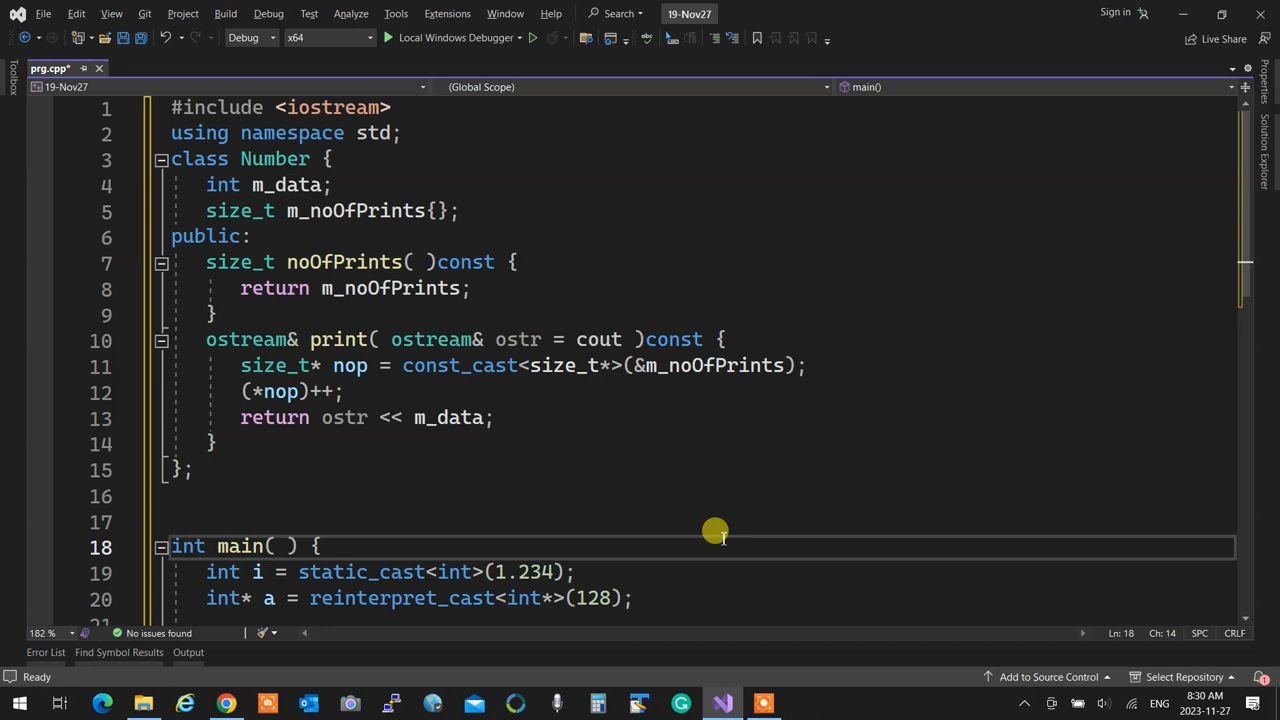 File Edit View Git Project Build Debug Test Analyze Tools Extensions Window Help Search 19-Nov27 Sign in
Debug x64 Local Windows Debugger Live Share
prg.cpp*
19-Nov27 (Global Scope) main()
Toolbox
Properties
Solution Explorer
1 #include <iostream>
2 using namespace std;
3 class Number {
4 int m_data;
5 size_t m_noOfPrints{};
6 public:
7 size_t noOfPrints( )const {
8 return m_noOfPrints;
9 }
10 ostream& print( ostream& ostr = cout )const {
11 size_t* nop = const_cast<size_t*>(&m_noOfPrints);
12 (*nop)++;
13 return ostr << m_data;
14 }
15 };
16
17
18 int main( ) {
19 int i = static_cast<int>(1.234);
20 int* a = reinterpret_cast<int*>(128);
21
182 % No issues found Ln: 18 Ch: 14 SPC CRLF
Error List Find Symbol Results Output
Ready Add to Source Control Select Repository 1
ENG 8:30 AM
2023-11-27